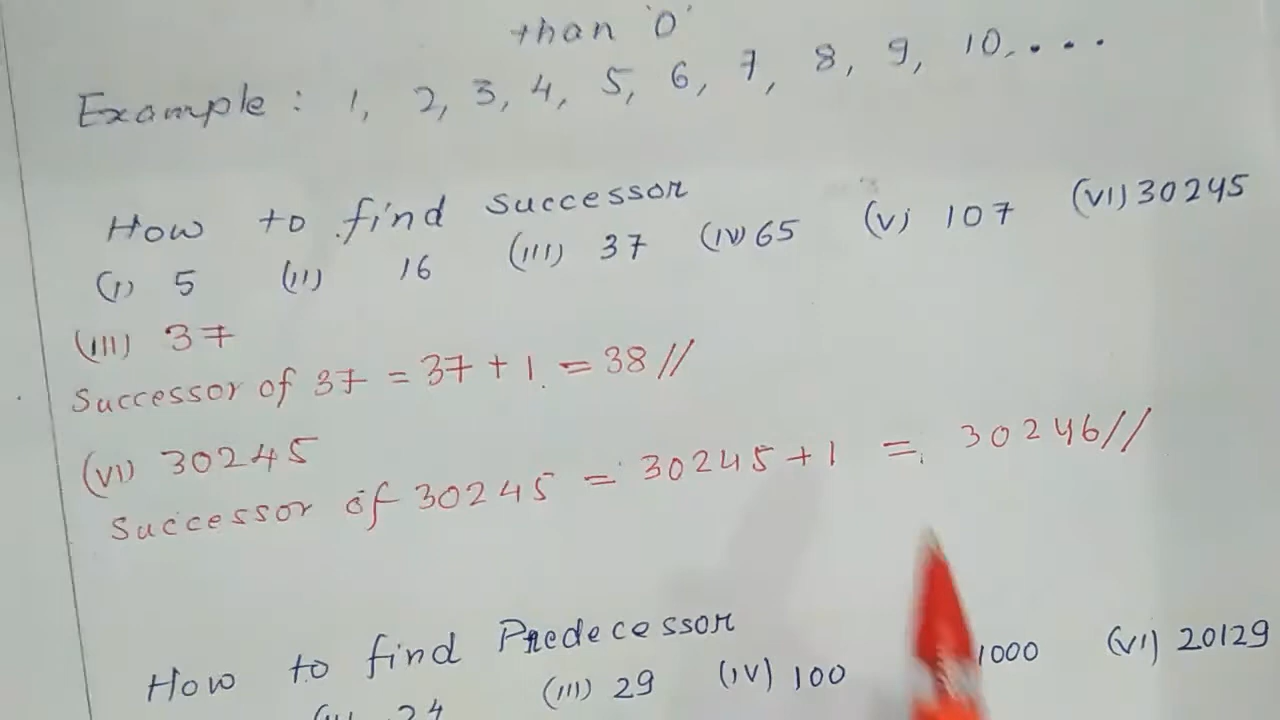 than '0'
Example : 1, 2, 3, 4, 5, 6, 7, 8, 9, 10, ....
How to find Successor
(i) 5 (ii) 16 (iii) 37 (iv) 65 (v) 107 (vi) 30245
(iii) 37
Successor of 37 = 37 + 1 = 38 //
(vi) 30245
Successor of 30245 = 30245 + 1 = 30246 //
How to find Predecessor
(ii) 24 (iii) 29 (iv) 100 1000 (vi) 20129